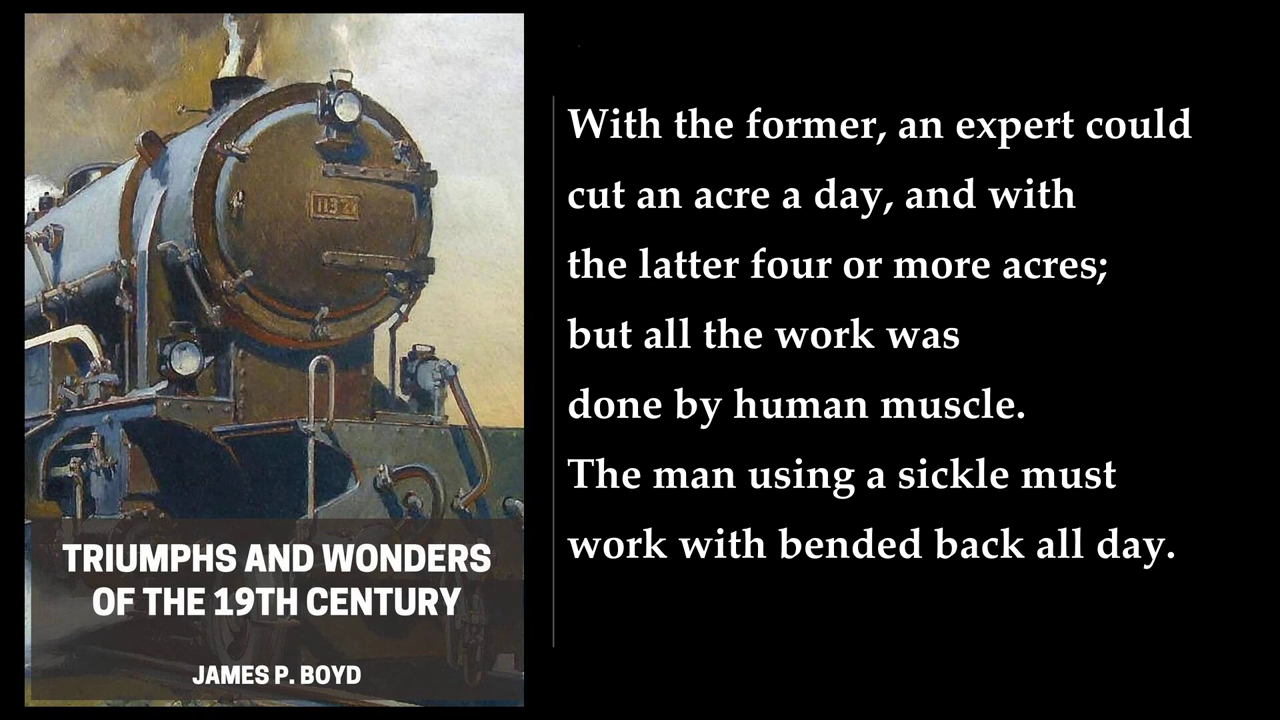 TRIUMPHS AND WONDERS
OF THE 19TH CENTURY
JAMES P. BOYD
With the former, an expert could
cut an acre a day, and with
the latter four or more acres;
but all the work was
done by human muscle.
The man using a sickle must
work with bended back all day.